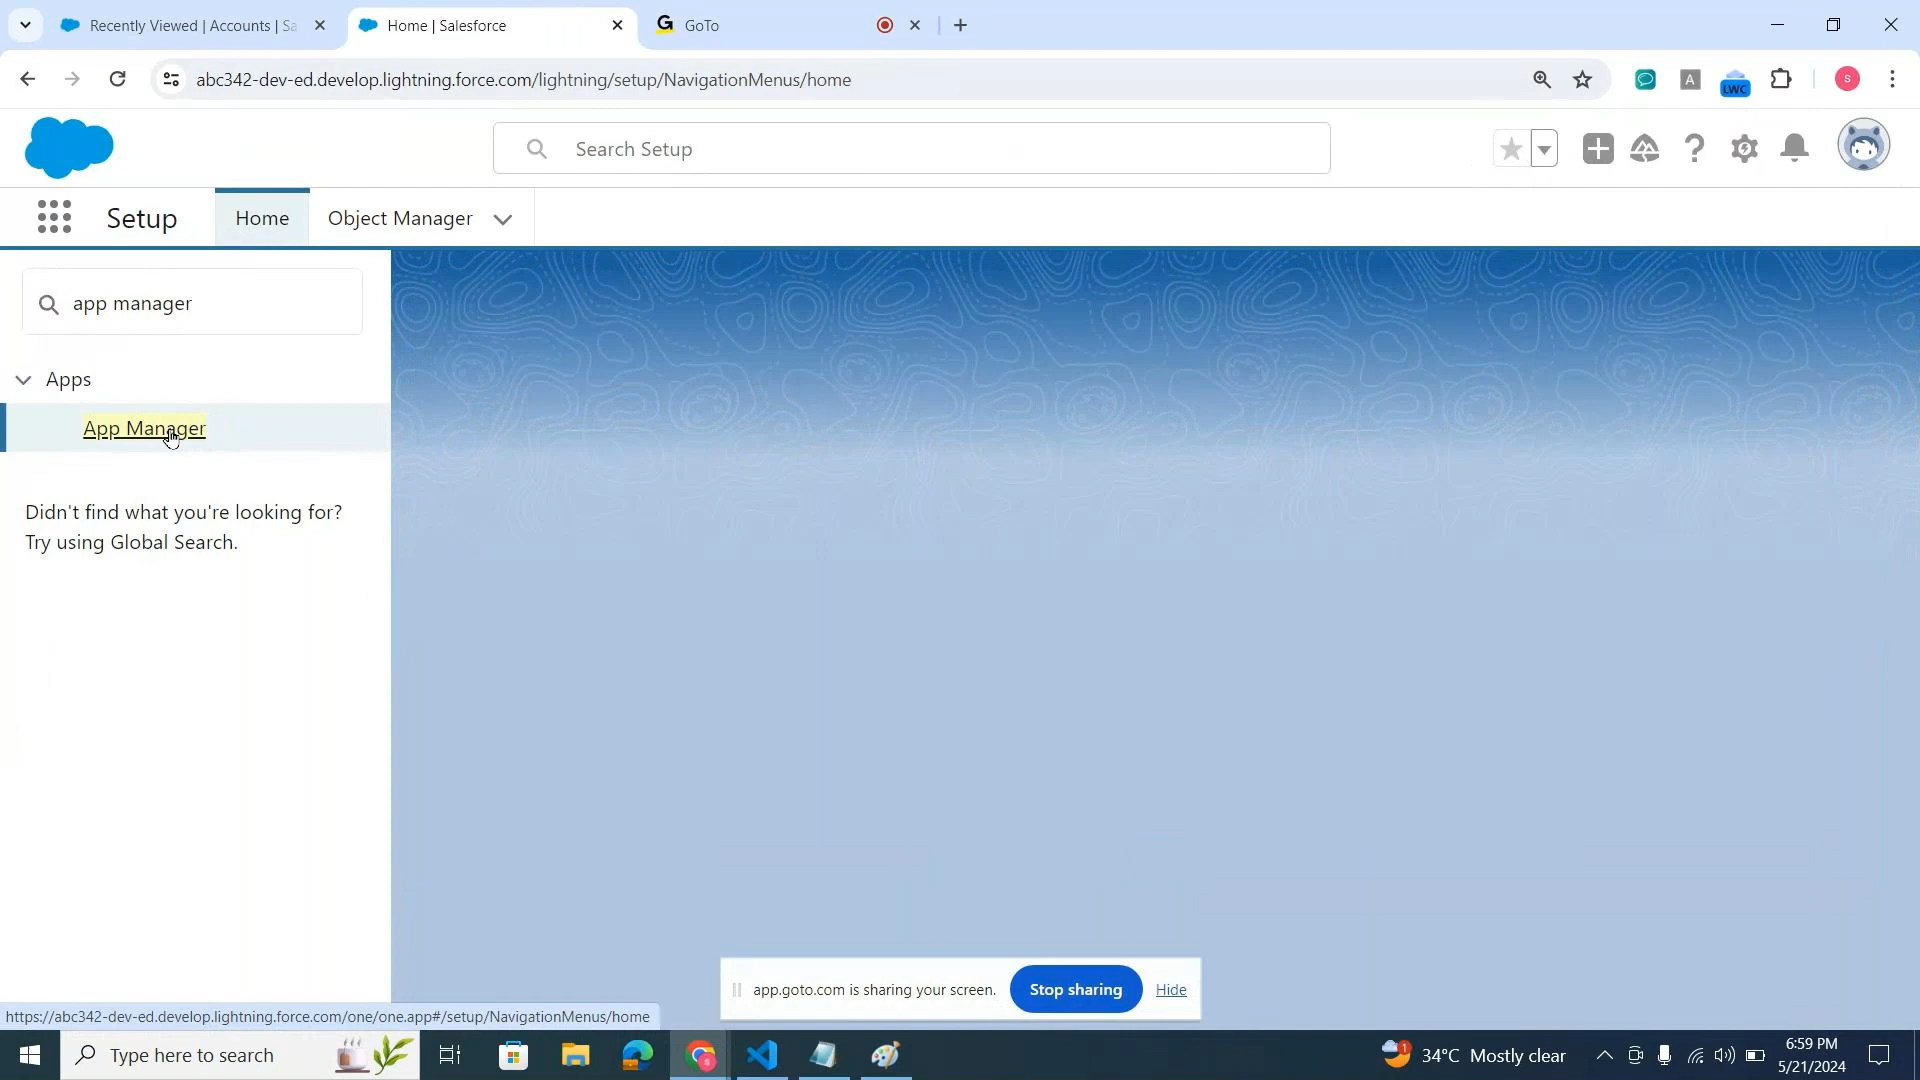 Recently Viewed | Accounts | Sa
Home | Salesforce
G GoTo
abc342-dev-ed.develop.lightning.force.com/lightning/setup/NavigationMenus/home
A
LWC
S
Search Setup
Setup
Home
Object Manager
app manager
Apps
App Manager
Didn't find what you're looking for?
Try using Global Search.
app.goto.com is sharing your screen.
Stop sharing
Hide
https://abc342-dev-ed.develop.lightning.force.com/one/one.app#/setup/NavigationMenus/home
Type here to search
1
34°C Mostly clear
6:59 PM
5/21/2024